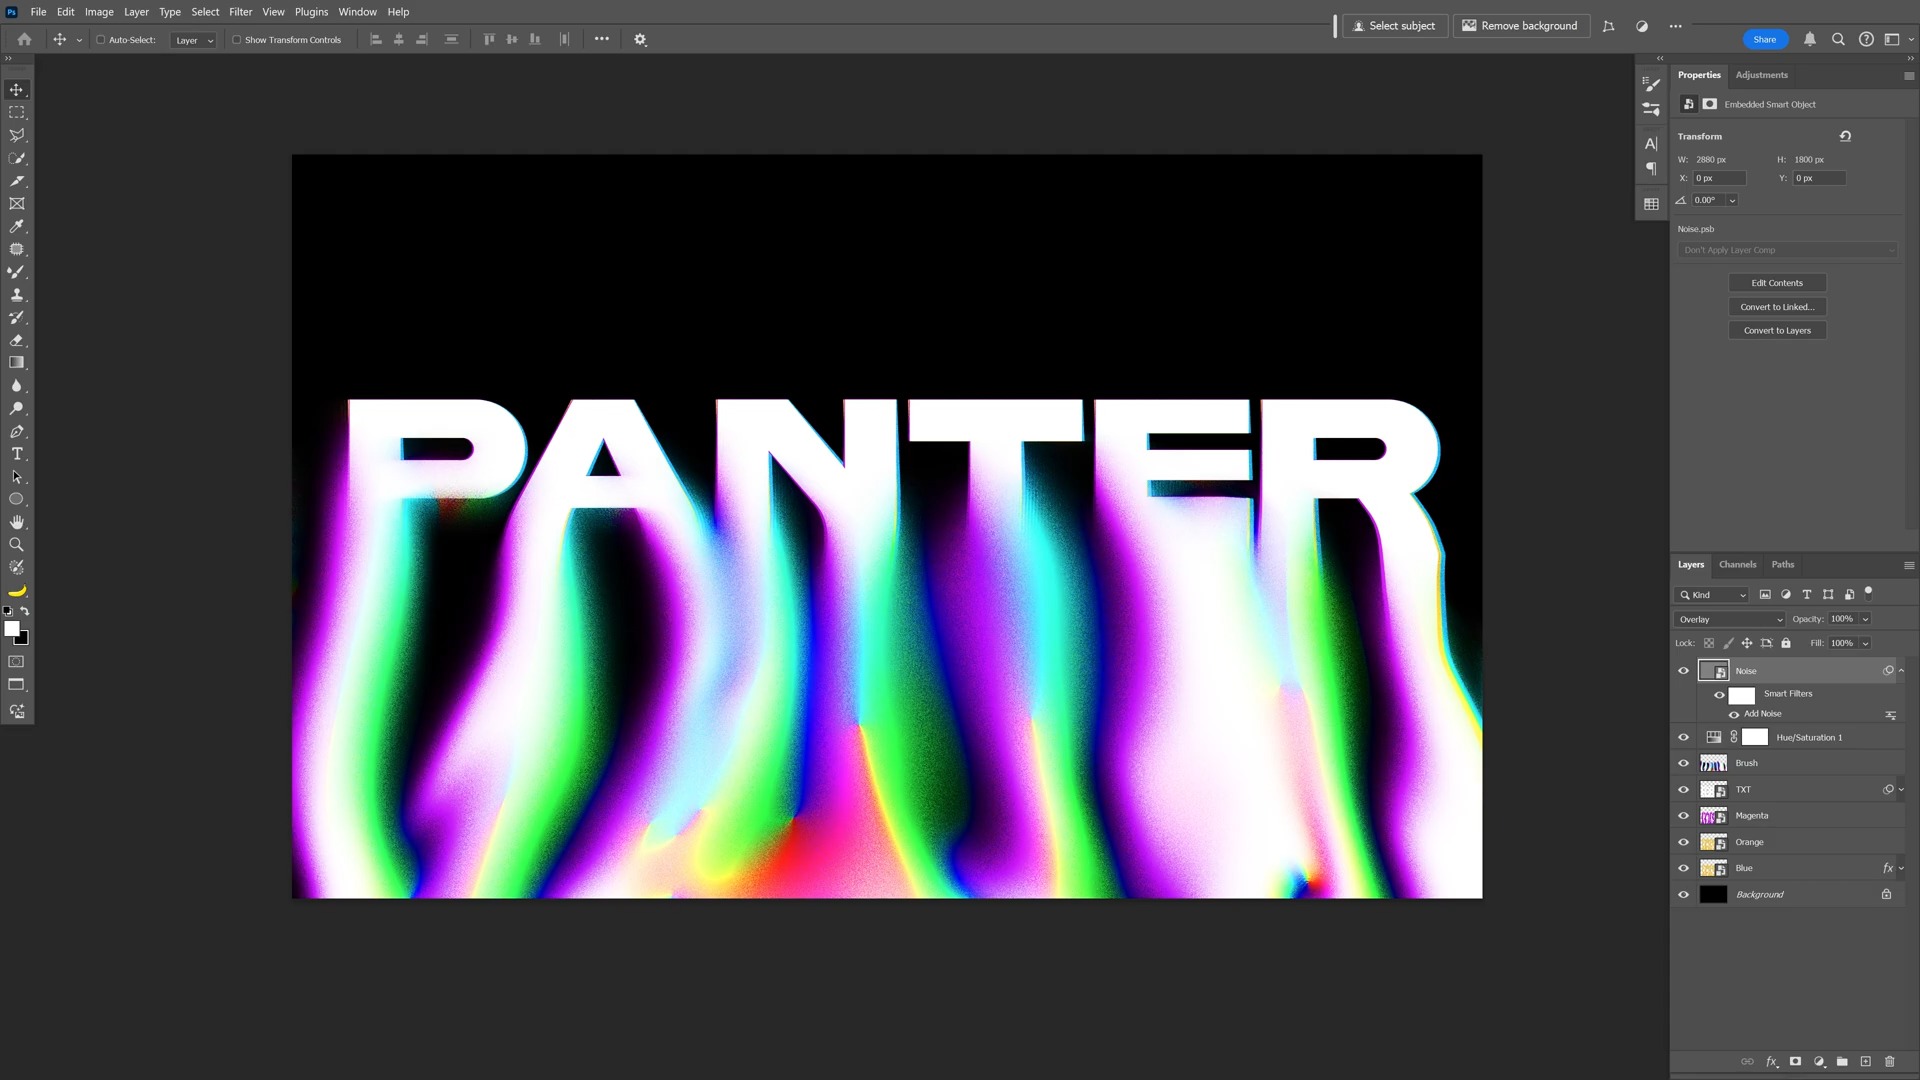 Ps File Edit Image Layer Type Select Filter View Plugins Window Help
Auto-Select: Layer Show Transform Controls
Select subject Remove background
Share
Properties Adjustments
Embedded Smart Object
Transform
W: 2880 px H: 1800 px
X: 0 px Y: 0 px
0.00°
Noise.psb
Don't Apply Layer Comp
Edit Contents
Convert to Linked...
Convert to Layers
PANTER
Layers Channels Paths
Kind
Overlay Opacity: 100%
Lock: Fill: 100%
Noise
Smart Filters
Add Noise
Hue/Saturation 1
Brush
TXT
Magenta
Orange
Blue fx
Background
fx